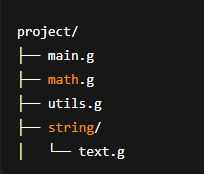 project/
├── main.g
├── math.g
├── utils.g
├── string/
│   └── text.g